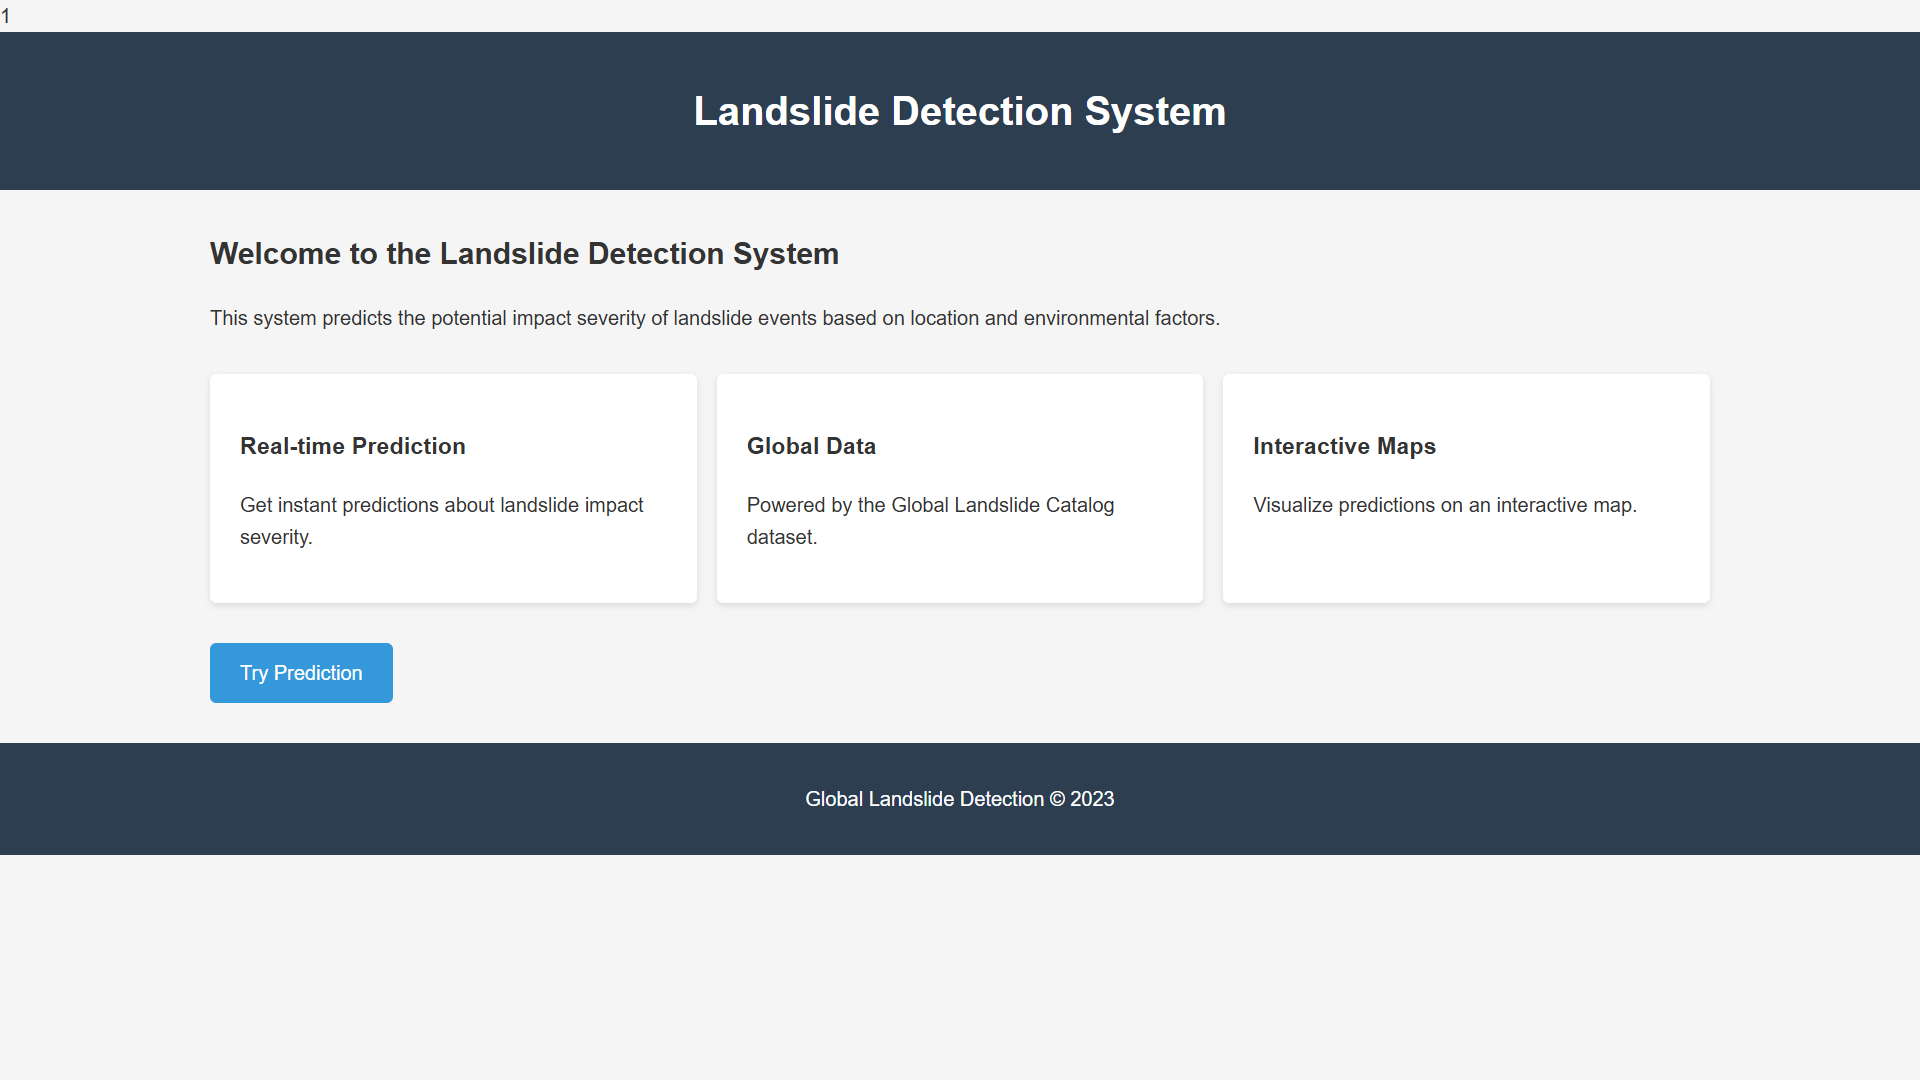 1
Landslide Detection System
Welcome to the Landslide Detection System
This system predicts the potential impact severity of landslide events based on location and environmental factors.
Real-time Prediction
Get instant predictions about landslide impact
severity.
Global Data
Powered by the Global Landslide Catalog
dataset.
Interactive Maps
Visualize predictions on an interactive map.
Try Prediction
Global Landslide Detection © 2023